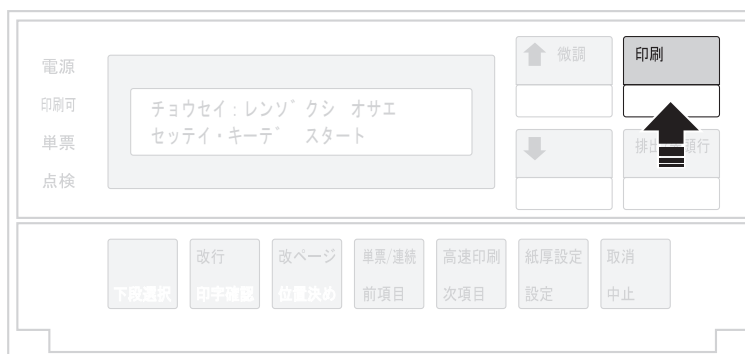 電源
印刷可
単票
点検
チョウセイ：レンゾクシ オサエ
セッテイ・キーデ スタート
微調
印刷
排出 頭行
改行
改ページ
単票/連続
高速印刷
紙厚設定
取消
下段選択
印字確認
位置決め
前項目
次項目
設定
中止